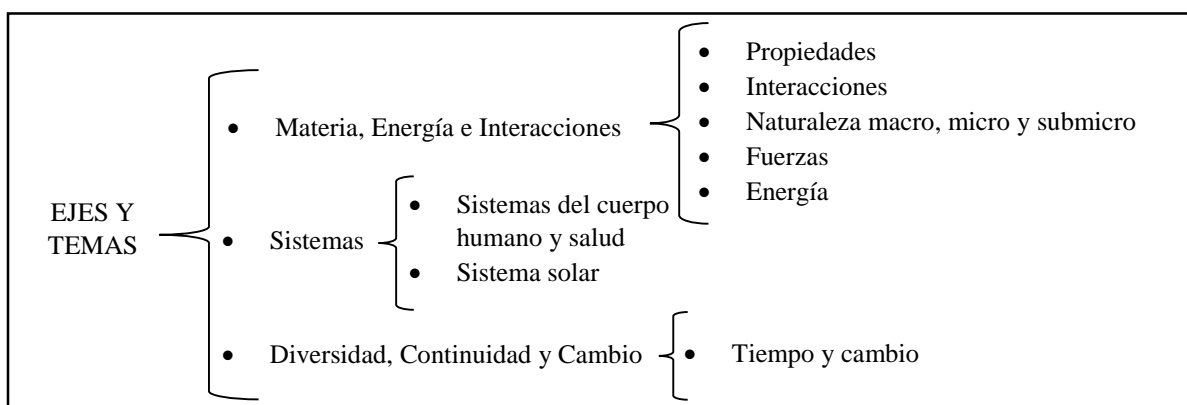 EJES Y
TEMAS
• Materia, Energía e Interacciones
• Propiedades
• Interacciones
• Naturaleza macro, micro y submicro
• Fuerzas
• Energía
• Sistemas
• Sistemas del cuerpo
humano y salud
• Sistema solar
• Diversidad, Continuidad y Cambio
• Tiempo y cambio